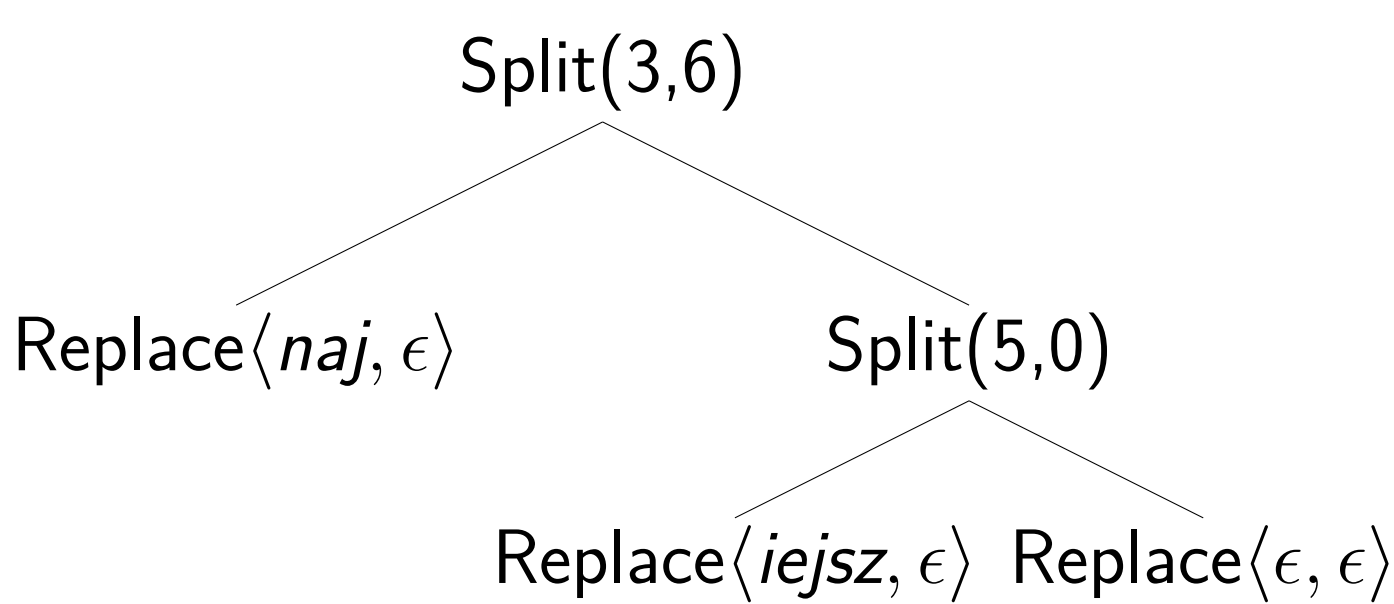 Split(3,6)
Replace⟨naj, ϵ⟩ Split(5,0)
Replace⟨iejsz, ϵ⟩ Replace⟨ϵ, ϵ⟩